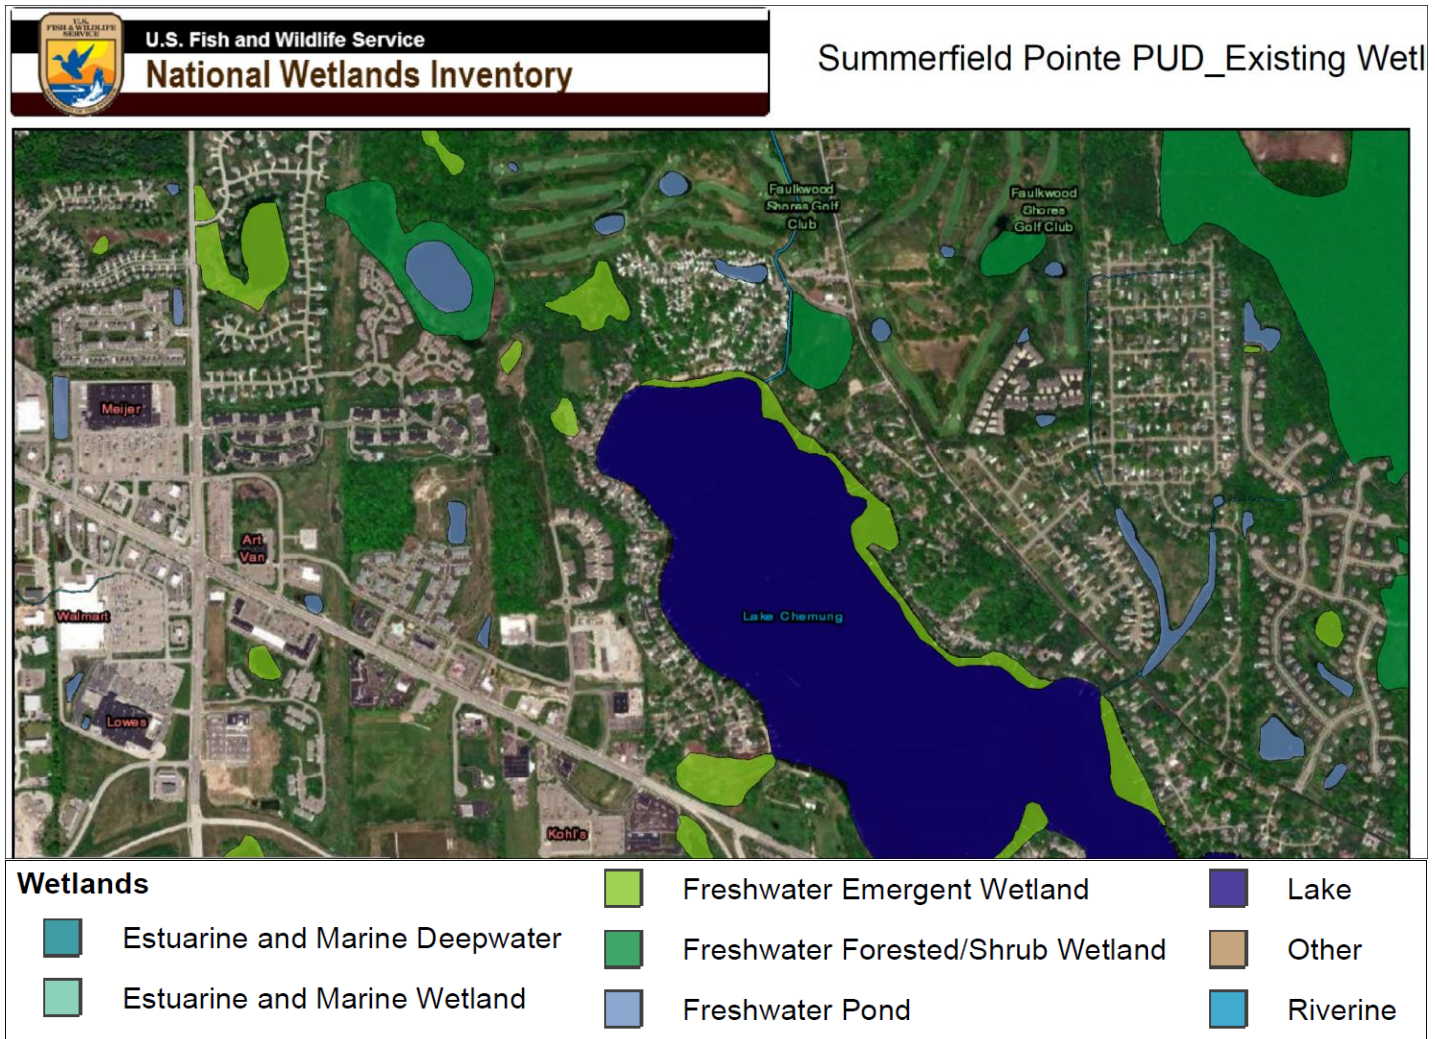 U.S.
FISH & WILDLIFE
SERVICE
U.S. Fish and Wildlife Service
National Wetlands Inventory
Summerfield Pointe PUD_Existing Wetl
Faulkwood
Shores Golf
Club
Faulkwood
Shores
Golf Club
Meijer
Art
Van
Walmart
Lake Chemung
Lowes
Kohl's
Wetlands
Estuarine and Marine Deepwater
Estuarine and Marine Wetland
Freshwater Emergent Wetland
Freshwater Forested/Shrub Wetland
Freshwater Pond
Lake
Other
Riverine